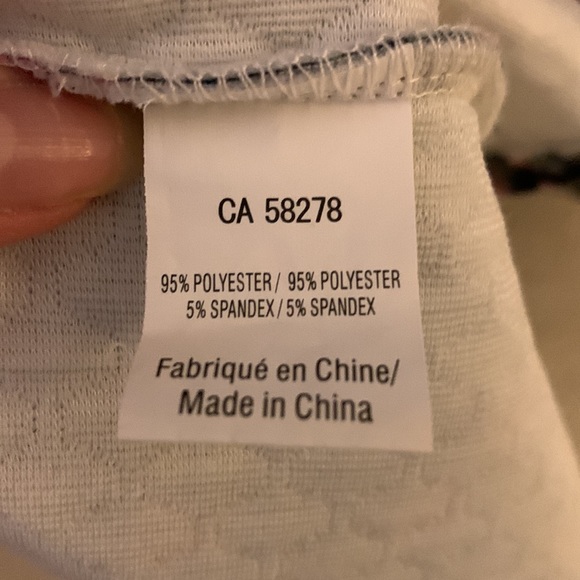 CA 58278
95% POLYESTER / 95% POLYESTER
5% SPANDEX / 5% SPANDEX
Fabriqué en Chine/
Made in China